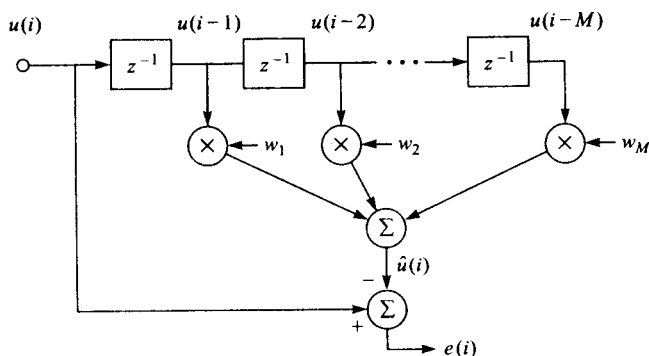 u(i) u(i−1) u(i−2) u(i−M)
z⁻¹ z⁻¹ ··· z⁻¹
× w₁ × w₂ × w_M
Σ
û(i)
−
Σ
+
e(i)